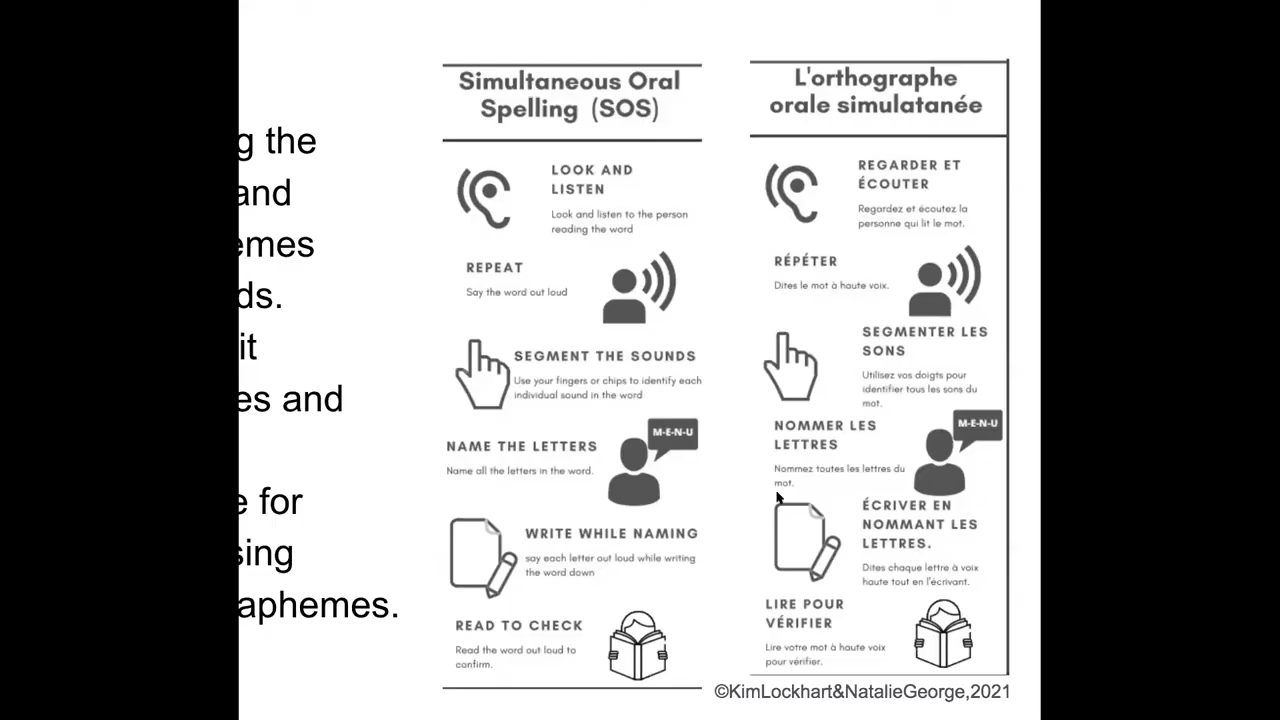 g the
and
emes
ds.
it
es and
e for
sing
aphemes.
Simultaneous Oral
Spelling (SOS)
LOOK AND
LISTEN
Look and listen to the person
reading the word
REPEAT
Say the word out loud
SEGMENT THE SOUNDS
Use your fingers or chips to identify each
individual sound in the word
NAME THE LETTERS
Name all the letters in the word.
M-E-N-U
WRITE WHILE NAMING
say each letter out loud while writing
the word down
READ TO CHECK
Read the word out loud to
confirm.
L'orthographe
orale simulatanée
REGARDER ET
ÉCOUTER
Regardez et écoutez la
personne qui lit le mot.
RÉPÉTER
Dites le mot à haute voix.
SEGMENTER LES
SONS
Utilisez vos doigts pour
identifier tous les sons du
mot.
NOMMER LES
LETTRES
Nommez toutes les lettres du
mot.
M-E-N-U
ÉCRIVER EN
NOMMANT LES
LETTRES.
Dites chaque lettre à voix
haute tout en l'écrivant.
LIRE POUR
VÉRIFIER
Lire votre mot à haute voix
pour vérifier.
©KimLockhart&NatalieGeorge,2021